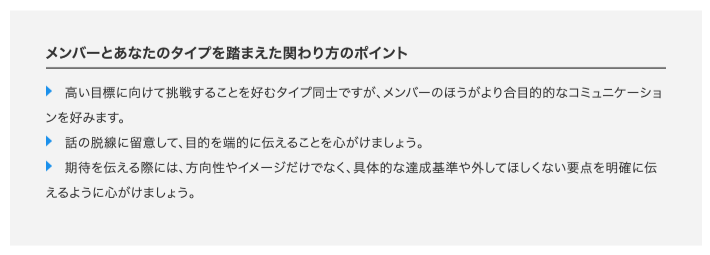 メンバーとあなたのタイプを踏まえた関わり方のポイント
高い目標に向けて挑戦することを好むタイプ同士ですが、メンバーのほうがより合目的的なコミュニケーショ
ンを好みます。
話の脱線に留意して、目的を端的に伝えることを心がけましょう。
期待を伝える際には、方向性やイメージだけでなく、具体的な達成基準や外してほしくない要点を明確に伝
えるように心がけましょう。